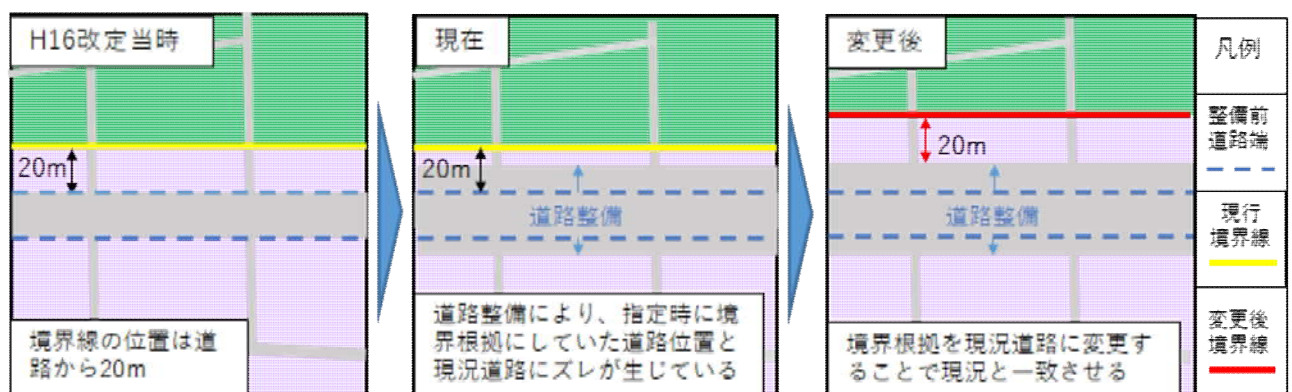 H16改定当時
20m
境界線の位置は道
路から20m
現在
20m
道路整備
道路整備により、指定時に境
界根拠にしていた道路位置と
現況道路にズレが生じている
変更後
20m
道路整備
境界根拠を現況道路に変更す
ることで現況と一致させる
凡例
整備前
道路端
現行
境界線
変更後
境界線